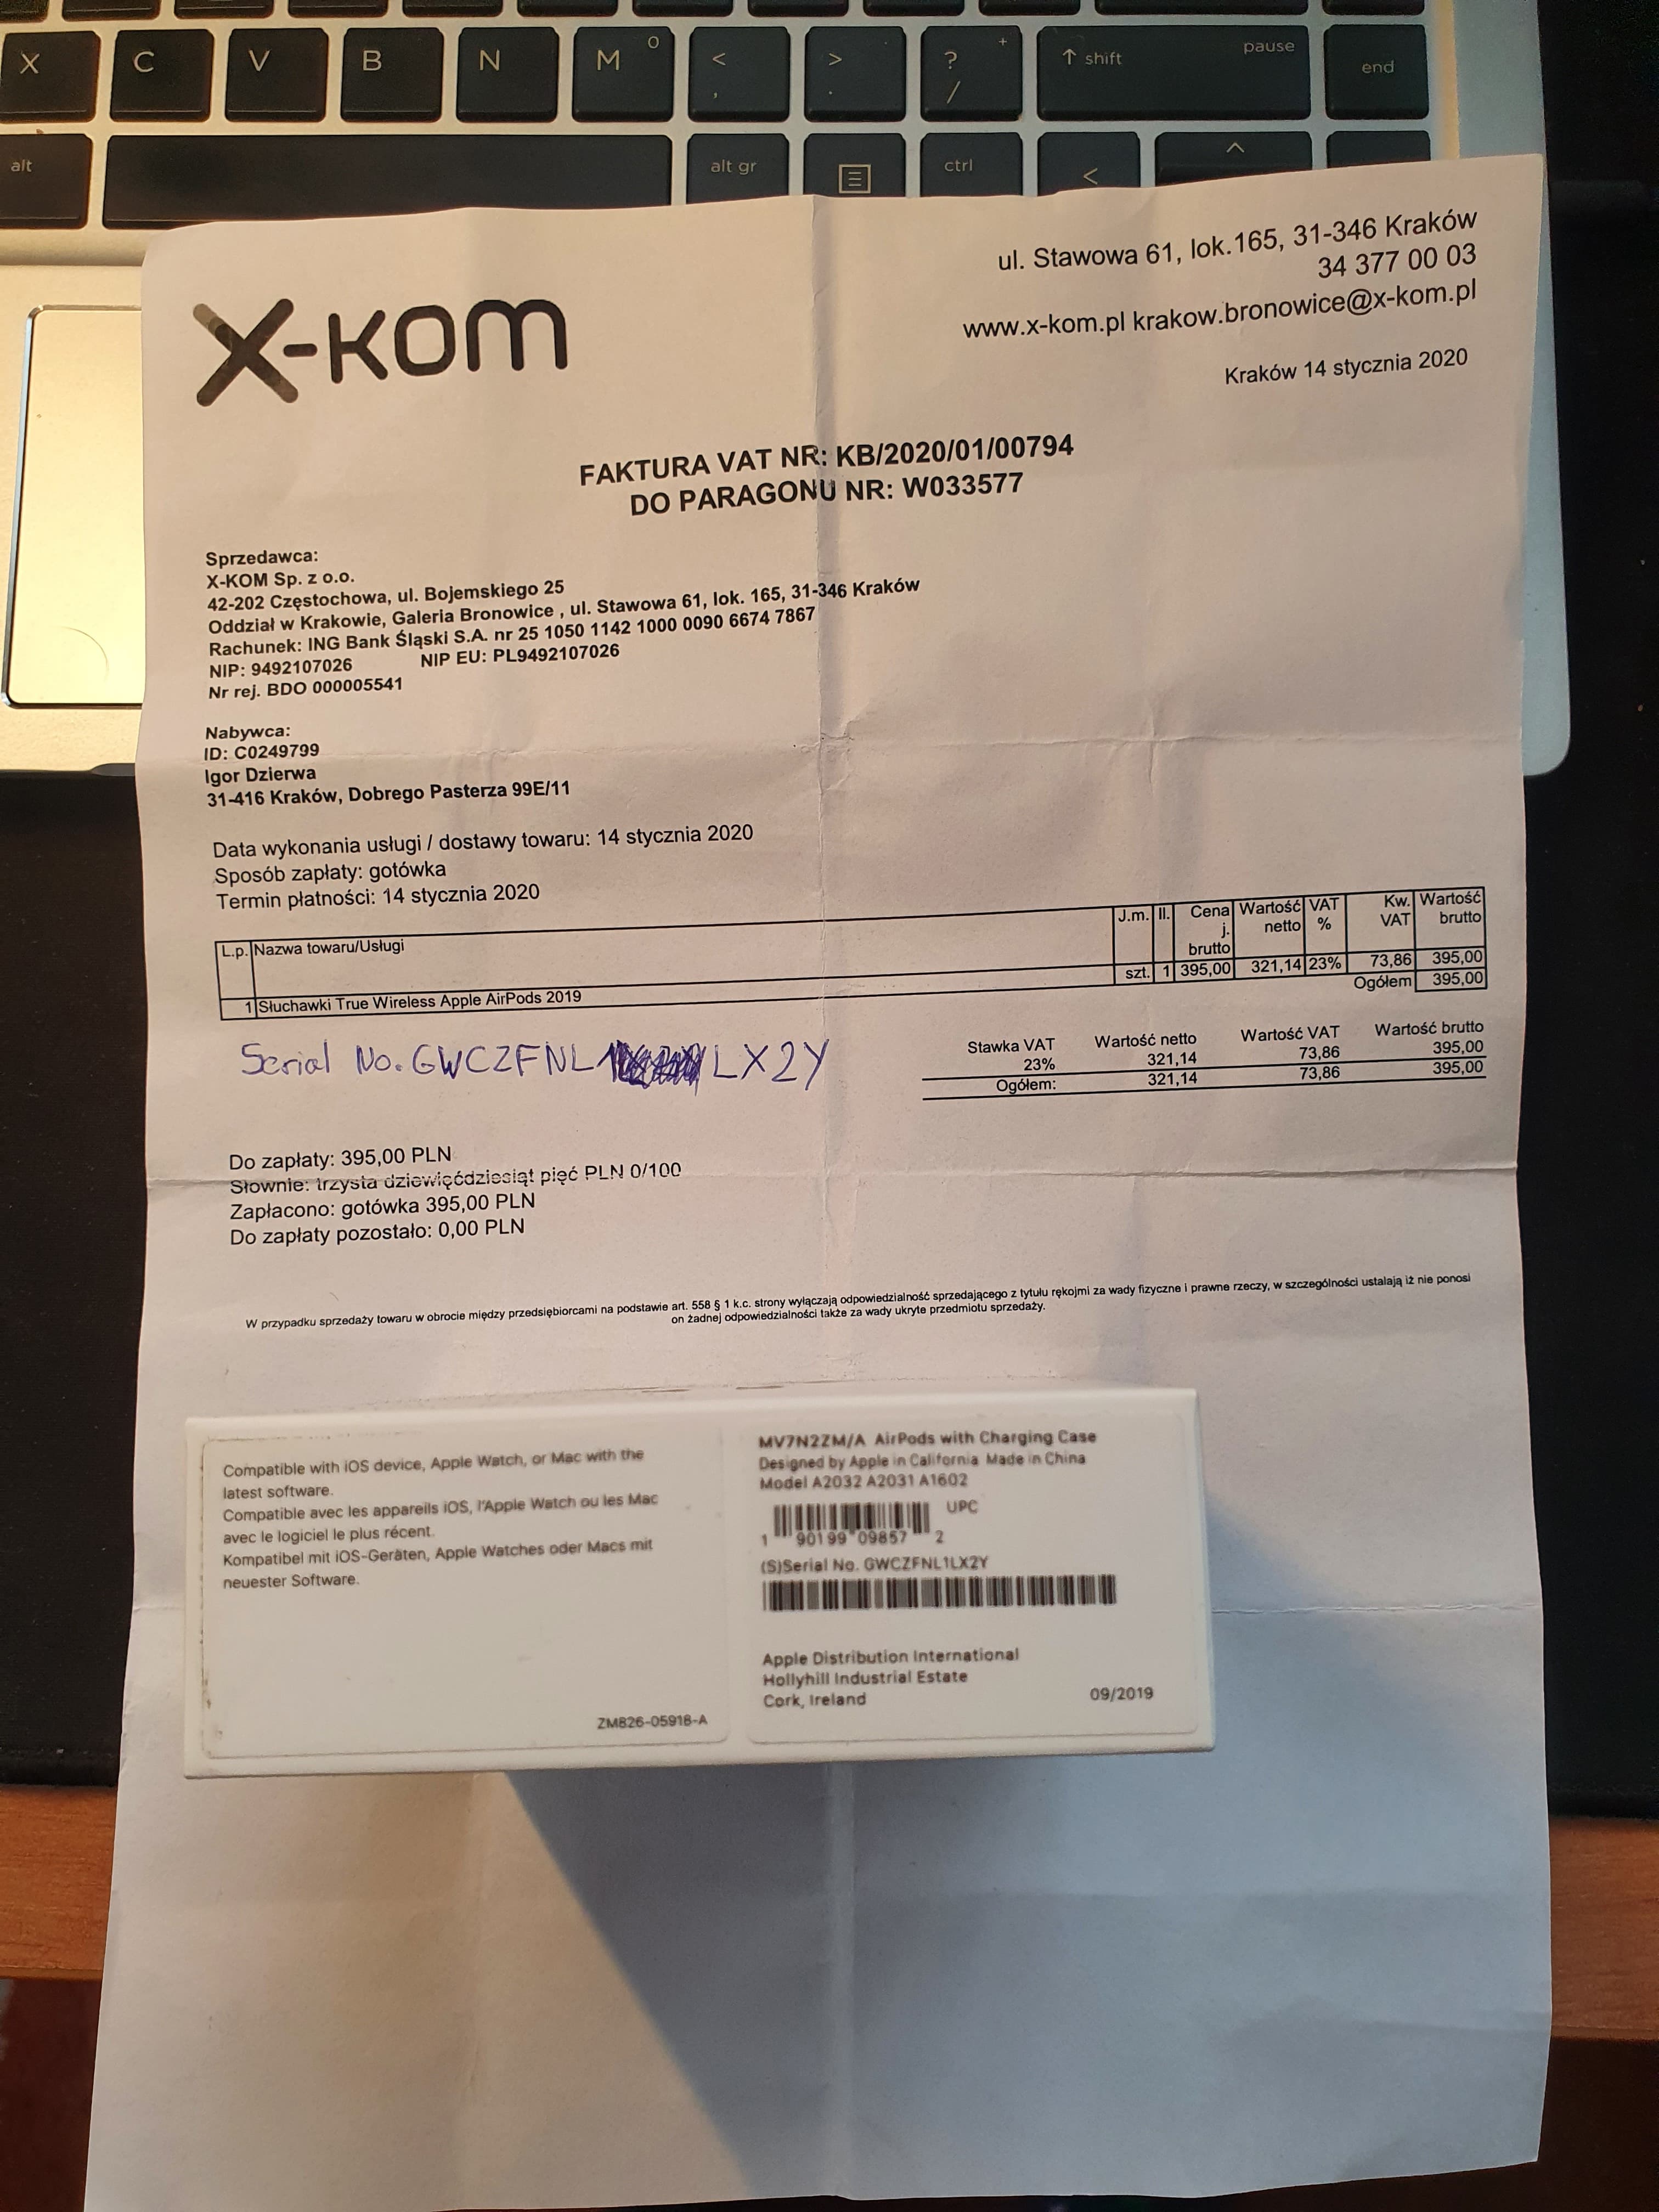 X C V B N M O < , > . ? / + ↑ shift pause end
alt alt gr ctrl < ^
x-kom
ul. Stawowa 61, lok.165, 31-346 Kraków
34 377 00 03
www.x-kom.pl krakow.bronowice@x-kom.pl
Kraków 14 stycznia 2020
FAKTURA VAT NR: KB/2020/01/00794
DO PARAGONU NR: W033577
Sprzedawca:
X-KOM Sp. z o.o.
42-202 Częstochowa, ul. Bojemskiego 25
Oddział w Krakowie, Galeria Bronowice , ul. Stawowa 61, lok. 165, 31-346 Kraków
Rachunek: ING Bank Śląski S.A. nr 25 1050 1142 1000 0090 6674 7867
NIP: 9492107026 NIP EU: PL9492107026
Nr rej. BDO 000005541
Nabywca:
ID: C0249799
Igor Dzierwa
31-416 Kraków, Dobrego Pasterza 99E/11
Data wykonania usługi / dostawy towaru: 14 stycznia 2020
Sposób zapłaty: gotówka
Termin płatności: 14 stycznia 2020
L.p. Nazwa towaru/Usługi J.m. Il. Cena j. brutto Wartość netto VAT % Kw. VAT Wartość brutto
1 Słuchawki True Wireless Apple AirPods 2019 szt. 1 395,00 321,14 23% 73,86 395,00
Ogółem 395,00
Serial No. GWCZFNL1 LX2Y
Stawka VAT Wartość netto Wartość VAT Wartość brutto
23% 321,14 73,86 395,00
Ogółem: 321,14 73,86 395,00
Do zapłaty: 395,00 PLN
Słownie: trzysta dziewięćdziesiąt pięć PLN 0/100
Zapłacono: gotówka 395,00 PLN
Do zapłaty pozostało: 0,00 PLN
W przypadku sprzedaży towaru w obrocie między przedsiębiorcami na podstawie art. 558 § 1 k.c. strony wyłączają odpowiedzialność sprzedającego z tytułu rękojmi za wady fizyczne i prawne rzeczy, w szczególności ustalają iż nie ponosi
on żadnej odpowiedzialności także za wady ukryte przedmiotu sprzedaży.
Compatible with iOS device, Apple Watch, or Mac with the
latest software.
Compatible avec les appareils iOS, l'Apple Watch ou les Mac
avec le logiciel le plus récent.
Kompatibel mit iOS-Geräten, Apple Watches oder Macs mit
neuester Software.
ZM826-05918-A
MV7N2ZM/A AirPods with Charging Case
Designed by Apple in California Made in China
Model A2032 A2031 A1602
UPC
1 90199 09857 2
(S)Serial No. GWCZFNL1LX2Y
Apple Distribution International
Hollyhill Industrial Estate
Cork, Ireland
09/2019